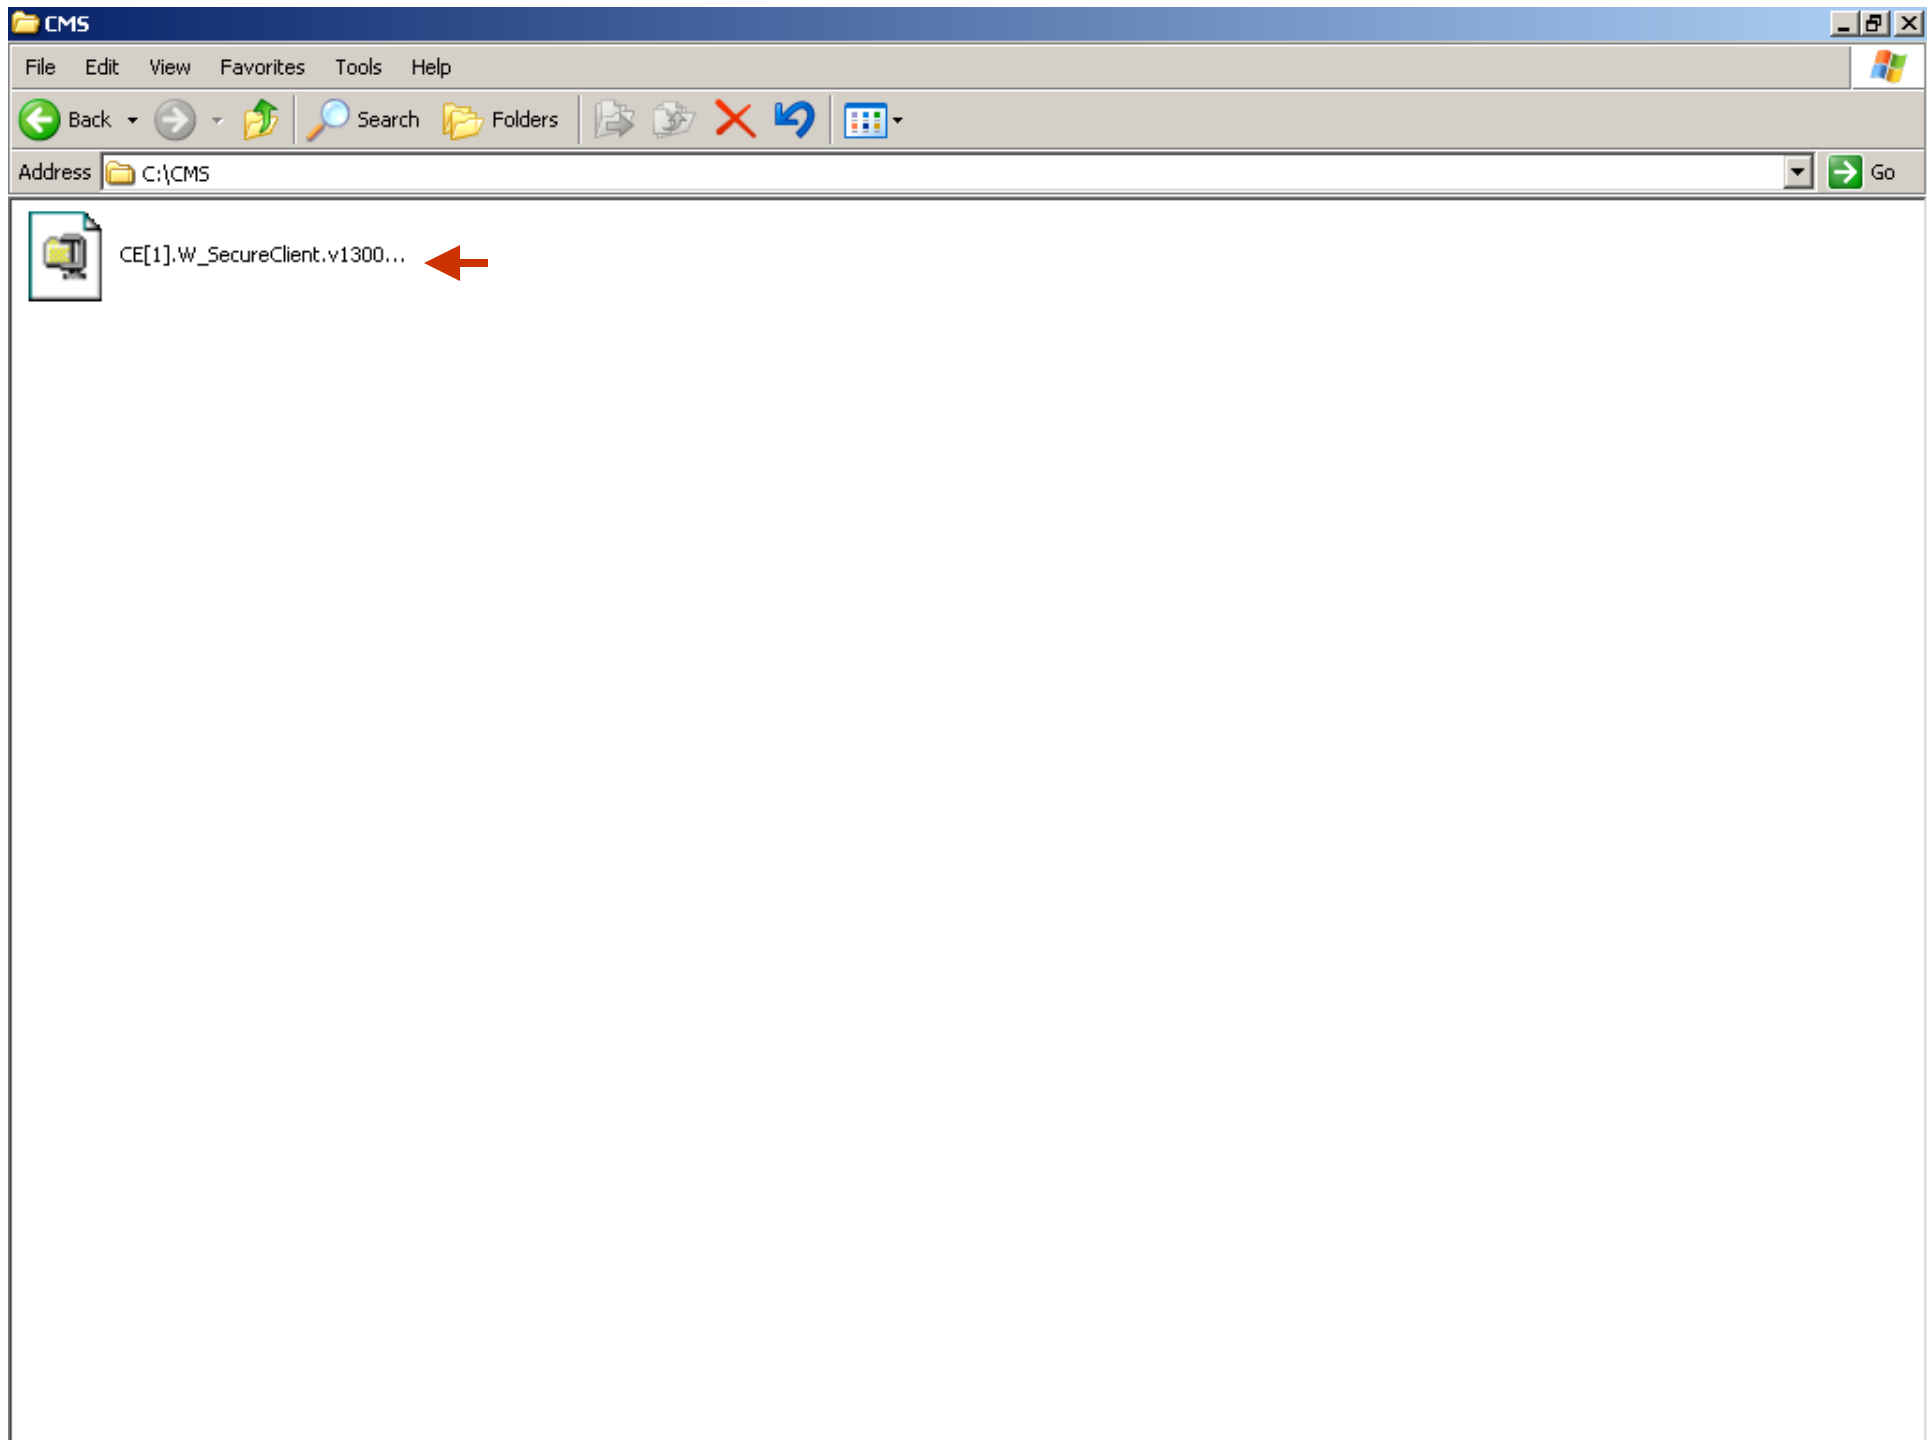 CMS
File Edit View Favorites Tools Help
Back Search Folders
Address C:\CMS Go
CE[1].W_SecureClient.v1300...